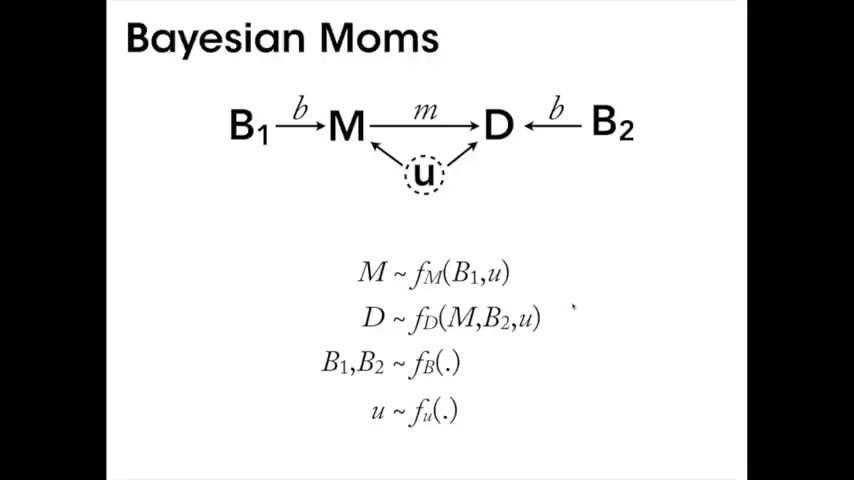 Bayesian Moms
b m b
B₁ M D B₂
u
M ~ f_M(B₁,u)
D ~ f_D(M,B₂,u)
B₁,B₂ ~ f_B(.)
u ~ f_u(.)